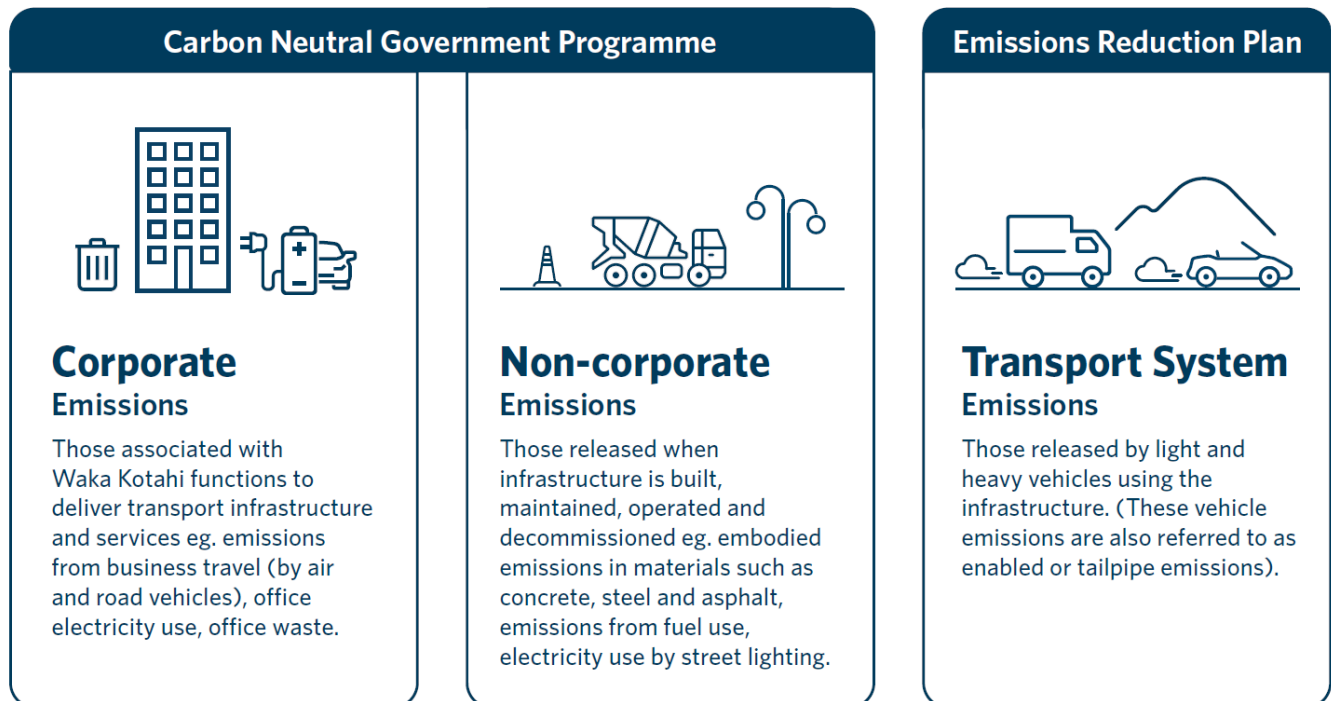 Carbon Neutral Government Programme
Corporate
Emissions
Those associated with
Waka Kotahi functions to
deliver transport infrastructure
and services eg. emissions
from business travel (by air
and road vehicles), office
electricity use, office waste.
Non-corporate
Emissions
Those released when
infrastructure is built,
maintained, operated and
decommissioned eg. embodied
emissions in materials such as
concrete, steel and asphalt,
emissions from fuel use,
electricity use by street lighting.
Emissions Reduction Plan
Transport System
Emissions
Those released by light and
heavy vehicles using the
infrastructure. (These vehicle
emissions are also referred to as
enabled or tailpipe emissions).